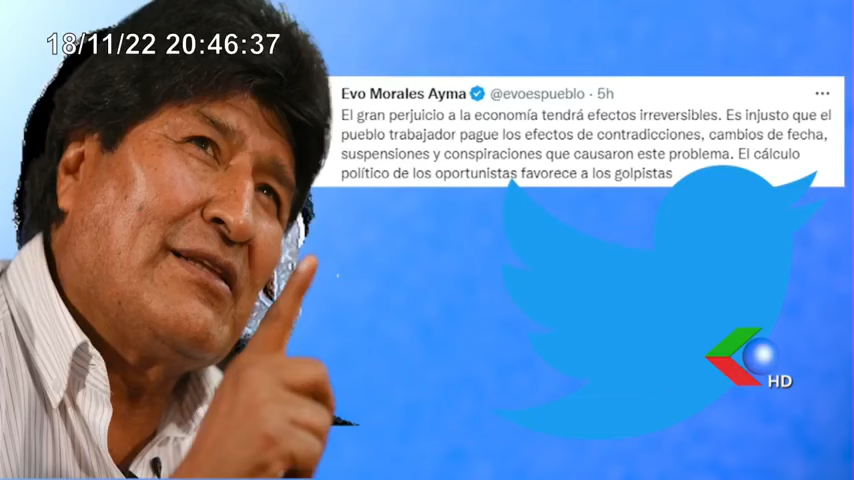 18/11/22 20:46:37
Evo Morales Ayma @evoespueblo · 5h
El gran perjuicio a la economía tendrá efectos irreversibles. Es injusto que el
pueblo trabajador pague los efectos de contradicciones, cambios de fecha,
suspensiones y conspiraciones que causaron este problema. El cálculo
político de los oportunistas favorece a los golpistas
HD